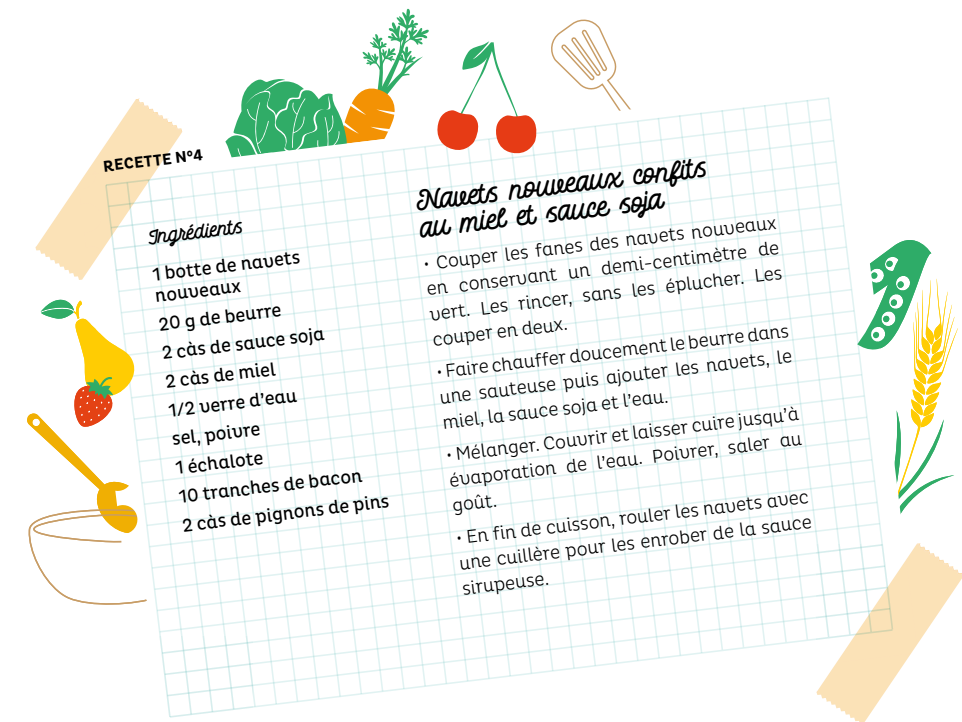 RECETTE N°4
Ingrédients
1 botte de navets
nouveaux
20 g de beurre
2 càs de sauce soja
2 càs de miel
1/2 verre d'eau
sel, poivre
1 échalote
10 tranches de bacon
2 càs de pignons de pins
Navets nouveaux confits
au miel et sauce soja
• Couper les fanes des navets nouveaux
en conservant un demi-centimètre de
vert. Les rincer, sans les éplucher. Les
couper en deux.
• Faire chauffer doucement le beurre dans
une sauteuse puis ajouter les navets, le
miel, la sauce soja et l'eau.
• Mélanger. Couvrir et laisser cuire jusqu'à
évaporation de l'eau. Poivrer, saler au
goût.
• En fin de cuisson, rouler les navets avec
une cuillère pour les enrober de la sauce
sirupeuse.